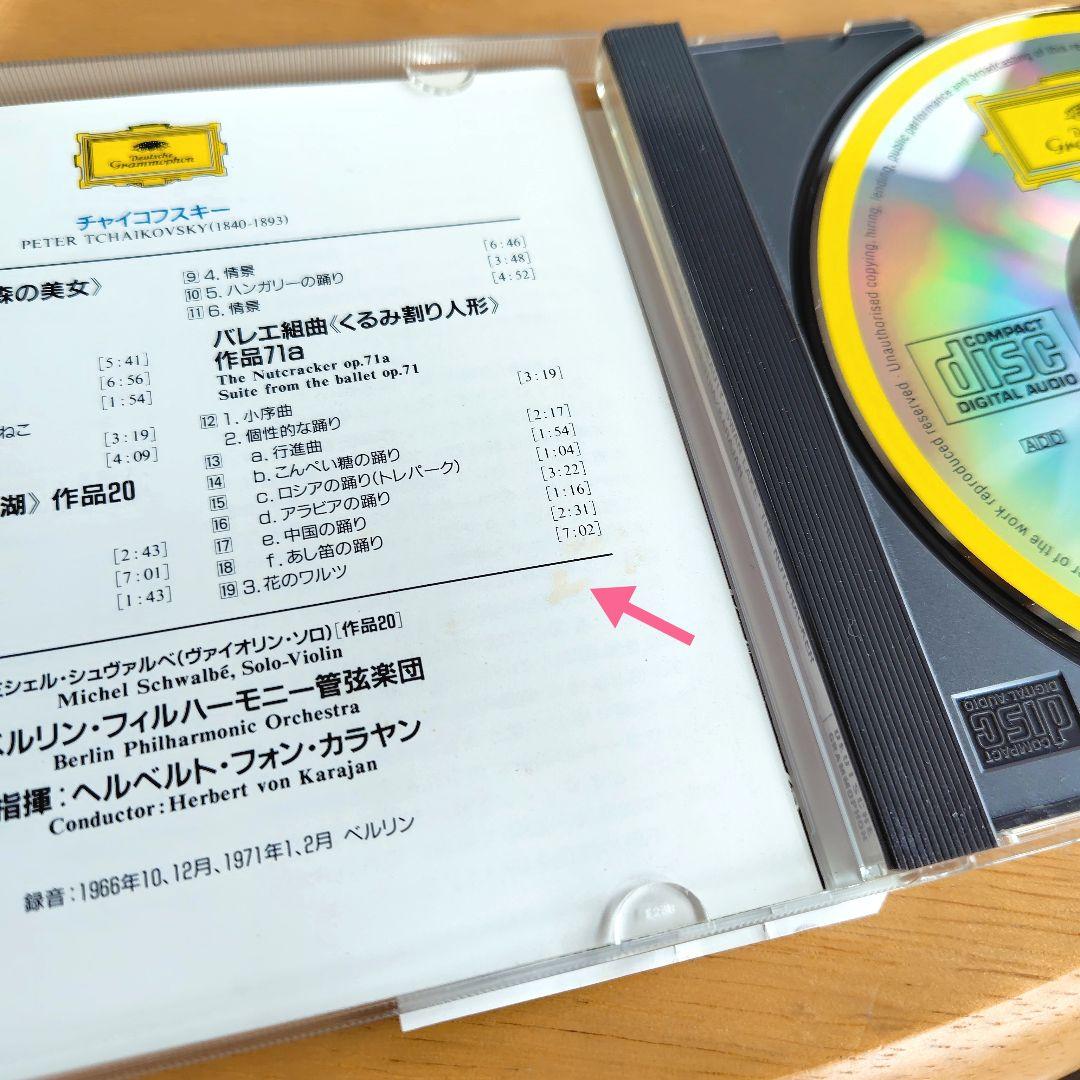 Deutsche
Grammophon
チャイコフスキー
PETER TCHAIKOVSKY(1840-1893)
森の美女》
[5:41]
[6:56]
[1:54]
ねこ
[3:19]
[4:09]
湖》作品20
[2:43]
[7:01]
[1:43]
9 4. 情景 [6:46]
10 5. ハンガリーの踊り [3:48]
11 6. 情景 [4:52]
バレエ組曲《くるみ割り人形》
作品71a
The Nutcracker op.71a
Suite from the ballet op.71
12 1. 小序曲 [3:19]
2. 個性的な踊り
13 a. 行進曲 [2:17]
14 b. こんぺい糖の踊り [1:54]
15 c. ロシアの踊り(トレパーク) [1:04]
16 d. アラビアの踊り [3:22]
17 e. 中国の踊り [1:16]
18 f. あし笛の踊り [2:31]
19 3. 花のワルツ [7:02]
ミシェル・シュヴァルベ(ヴァイオリン・ソロ)[作品20]
Michel Schwalbé, Solo-Violin
ベルリン・フィルハーモニー管弦楽団
Berlin Philharmonic Orchestra
指揮:ヘルベルト・フォン・カラヤン
Conductor:Herbert von Karajan
録音:1966年10、12月、1971年1、2月 ベルリン
Deutsche
Grammophon
of the work reproduced reserved · Unauthorised copying, hiring, lending, public performance and broadcasting of this
COMPACT
disc
DIGITAL AUDIO
ADD
COMPACT
disc
DIGITAL AUDIO